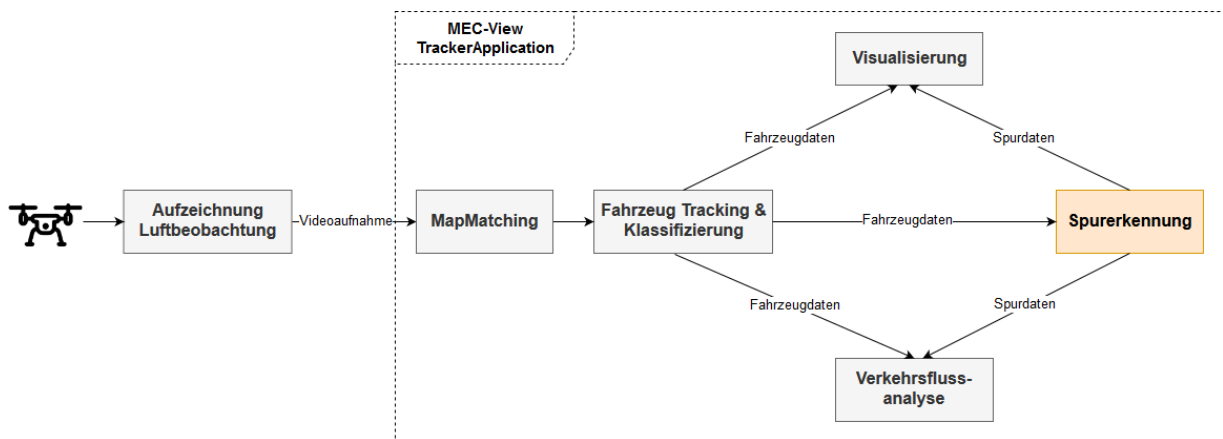 MEC-View
TrackerApplication
Visualisierung
Fahrzeugdaten
Spurdaten
Aufzeichnung
Luftbeobachtung
Videoaufnahme
MapMatching
Fahrzeug Tracking &
Klassifizierung
Fahrzeugdaten
Spurerkennung
Fahrzeugdaten
Spurdaten
Verkehrsfluss-
analyse